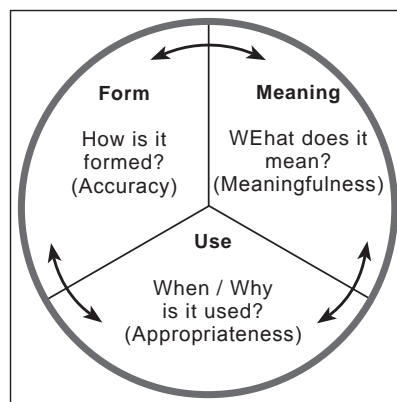 Form
How is it
formed?
(Accuracy)
Meaning
WEhat does it
mean?
(Meaningfulness)
Use
When / Why
is it used?
(Appropriateness)